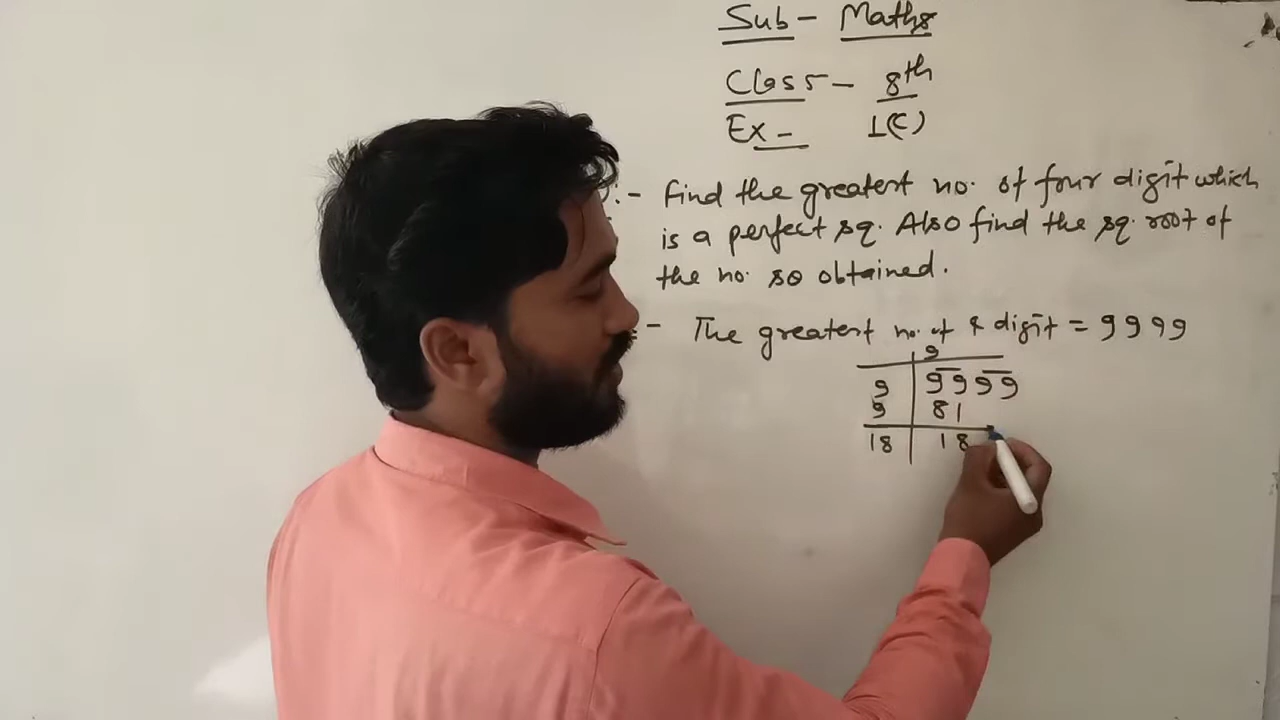 Sub - Maths
Class - 8th
Ex - 1(C)
:- Find the greatest no. of four digit which
is a perfect sq. Also find the sq. root of
the no. so obtained.
- The greatest no. of 4 digit = 9999
9
9 9999
9 81
18 18